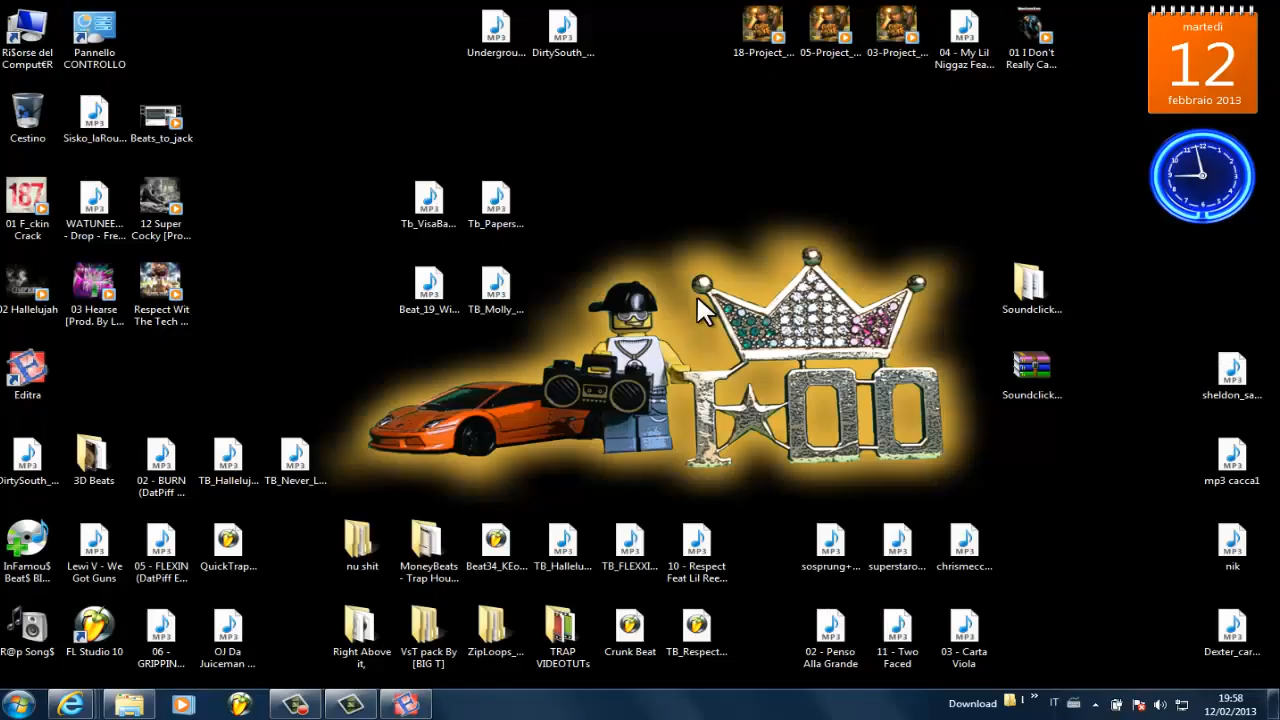 RiSorse del
ComputƐR
Pannello
CONTROLLO
Undergrou...
DirtySouth_...
18-Project_...
05-Project_...
03-Project_...
04 - My Lil
Niggaz Fea...
01 I Don't
Really Ca...
martedì
12
febbraio 2013
Cestino
Sisko_laRou...
Beats_to_jack
01 F_ckin
Crack
WATUNEE...
- Drop - Fre...
12 Super
Cocky [Pro...
Tb_VisaBa...
Tb_Papers...
02 Hallelujah
03 Hearse
[Prod. By L...
Respect Wit
The Tech ...
Beat_19_Wi...
TB_Molly_...
Soundclick...
I★OD
Editra
Soundclick...
sheldon_sa...
DirtySouth_...
3D Beats
02 - BURN
(DatPiff ...
TB_Halleluj...
TB_Never_L...
mp3 cacca1
InFamou$
Beat$ BI...
Lewi V - We
Got Guns
05 - FLEXIN
(DatPiff E...
QuickTrap...
nu shit
MoneyBeats
- Trap Hou...
Beat34_KEo...
TB_Hallelu...
TB_FLEXXI...
10 - Respect
Feat Lil Ree...
sosprung+...
superstaro...
chrismecc...
nik
R@p Song$
FL Studio 10
06 -
GRIPPIN...
OJ Da
Juiceman ...
Right Above
it,
VsT pack By
[BIG T]
ZipLoops_...
TRAP
VIDEOTUTs
Crunk Beat
TB_Respect...
02 - Penso
Alla Grande
11 - Two
Faced
03 - Carta
Viola
Dexter_car...
Download
IT
19:58
12/02/2013